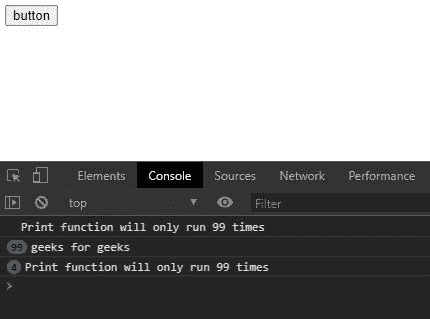 button
Elements Console Sources Network Performance
top Filter
Print function will only run 99 times
99 geeks for geeks
4 Print function will only run 99 times